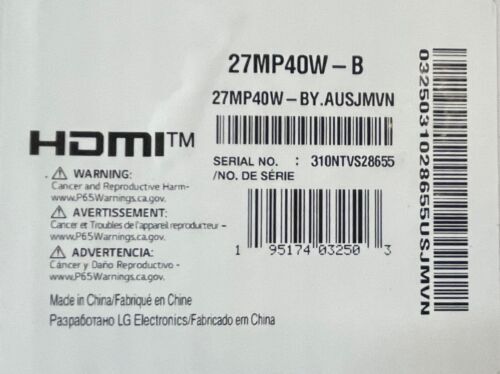 27MP40W-B
27MP40W-BY.AUSJMVN
HDMI™
SERIAL NO. : 310NTVS28655
/NO. DE SÉRIE
⚠ WARNING:
Cancer and Reproductive Harm-
www.P65Warnings.ca.gov.
⚠ AVERTISSEMENT:
Cancer et Troubles de l'appareil reproducteur -
www.P65Warnings.ca.gov.
⚠ ADVERTENCIA:
Cáncer y Daño Reproductivo -
www.P65Warnings.ca.gov.
1 95174 03250 3
Made in China/Fabriqué en Chine
Разработано LG Electronics/Fabricado em China
0325031028655USJMVN